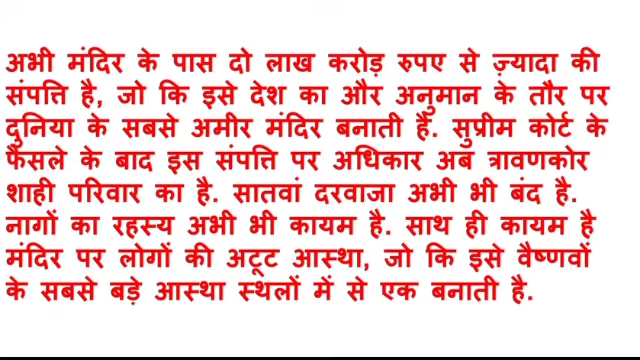 अभी मंदिर के पास दो लाख करोड़ रुपए से ज़्यादा की
संपत्ति है, जो कि इसे देश का और अनुमान के तौर पर
दुनिया के सबसे अमीर मंदिर बनाती है. सुप्रीम कोर्ट के
फैसले के बाद इस संपत्ति पर अधिकार अब त्रावणकोर
शाही परिवार का है. सातवां दरवाजा अभी भी बंद है.
नागों का रहस्य अभी भी कायम है. साथ ही कायम है
मंदिर पर लोगों की अटूट आस्था, जो कि इसे वैष्णवों
के सबसे बड़े आस्था स्थलों में से एक बनाती है.